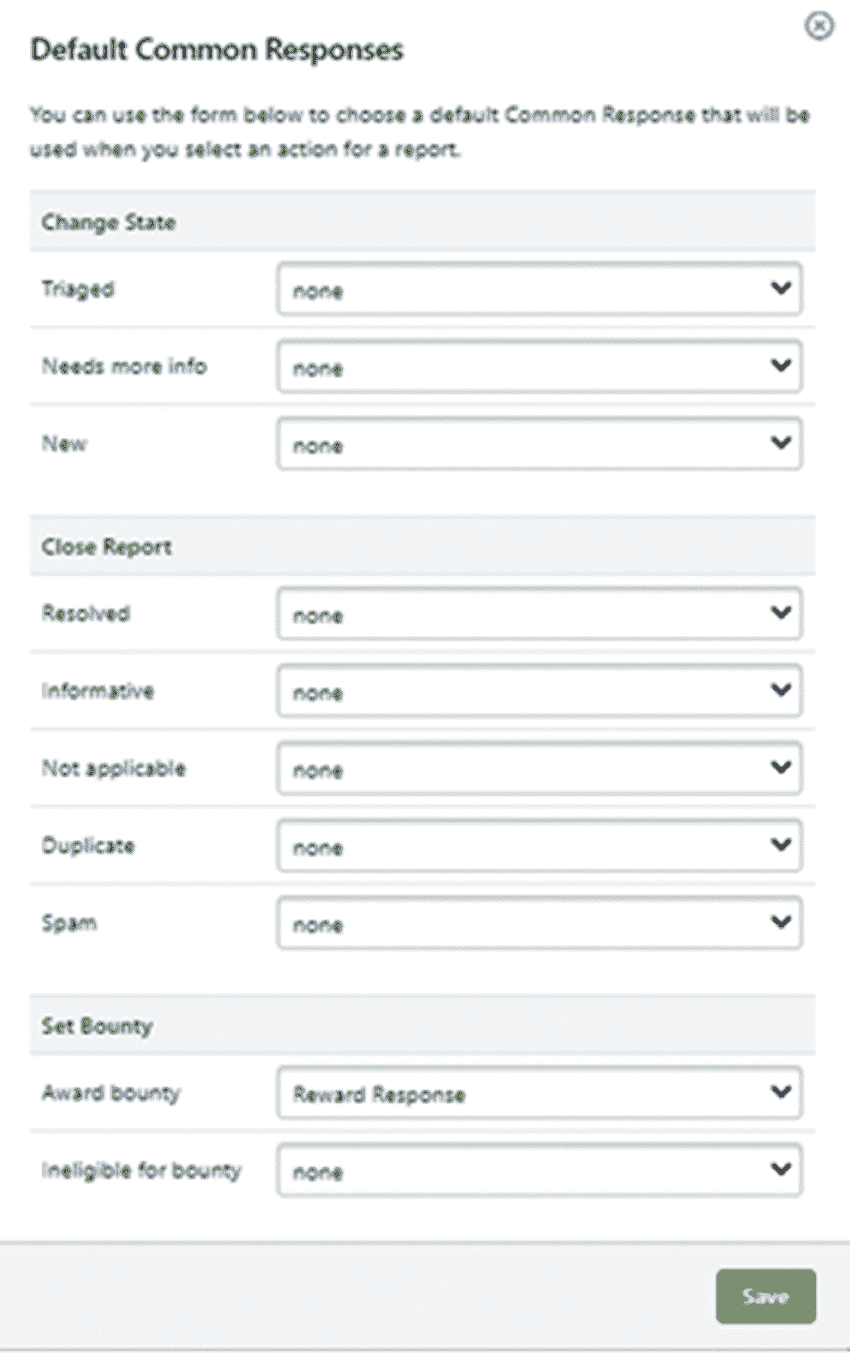 Default Common Responses
You can use the form below to choose a default Common Response that will be
used when you select an action for a report.
Change State
Triaged none
Needs more info none
New none
Close Report
Resolved none
Informative none
Not applicable none
Duplicate none
Spam none
Set Bounty
Award bounty Reward Response
Ineligible for bounty none
Save